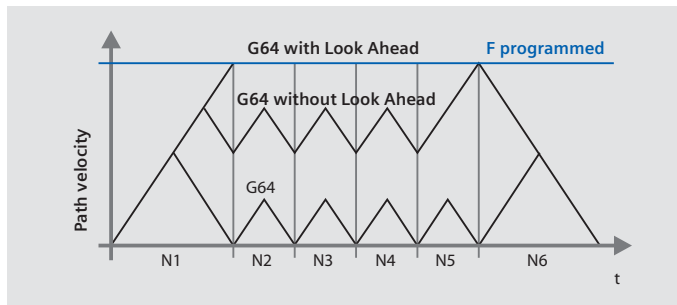 G64 with Look Ahead
F programmed
G64 without Look Ahead
Path velocity
G64
N1
N2
N3
N4
N5
N6
t